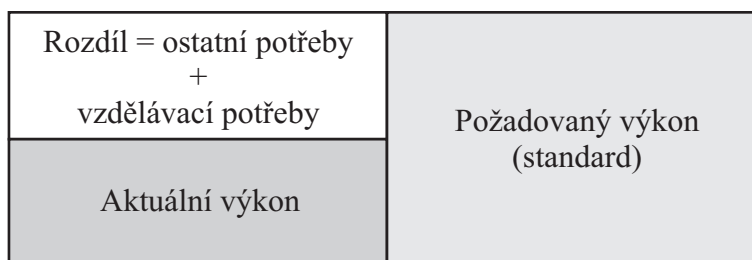 Rozdíl = ostatní potřeby
+
vzdělávací potřeby
Aktuální výkon
Požadovaný výkon
(standard)